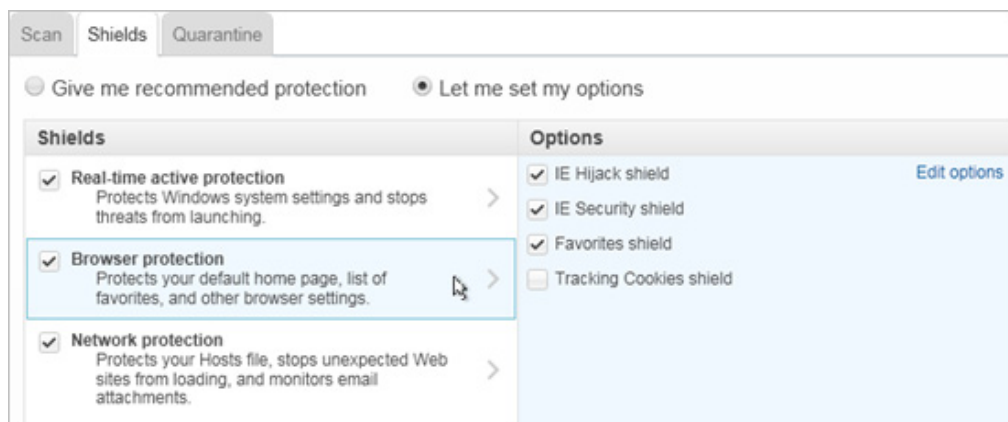 Scan Shields Quarantine
Give me recommended protection Let me set my options
Shields
Real-time active protection
Protects Windows system settings and stops
threats from launching.
Browser protection
Protects your default home page, list of
favorites, and other browser settings.
Network protection
Protects your Hosts file, stops unexpected Web
sites from loading, and monitors email
attachments.
Options
IE Hijack shield Edit options
IE Security shield
Favorites shield
Tracking Cookies shield